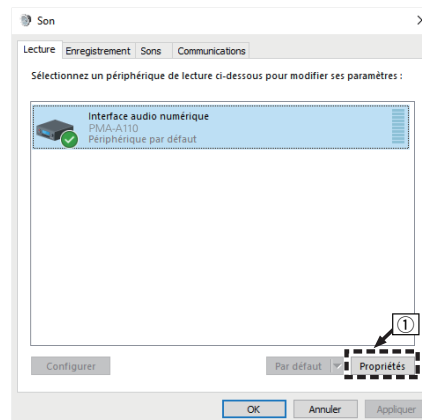 Son
Lecture Enregistrement Sons Communications
Sélectionnez un périphérique de lecture ci-dessous pour modifier ses paramètres :
Interface audio numérique
PMA-A110
Périphérique par défaut
①
Configurer Par défaut Propriétés
OK Annuler Appliquer